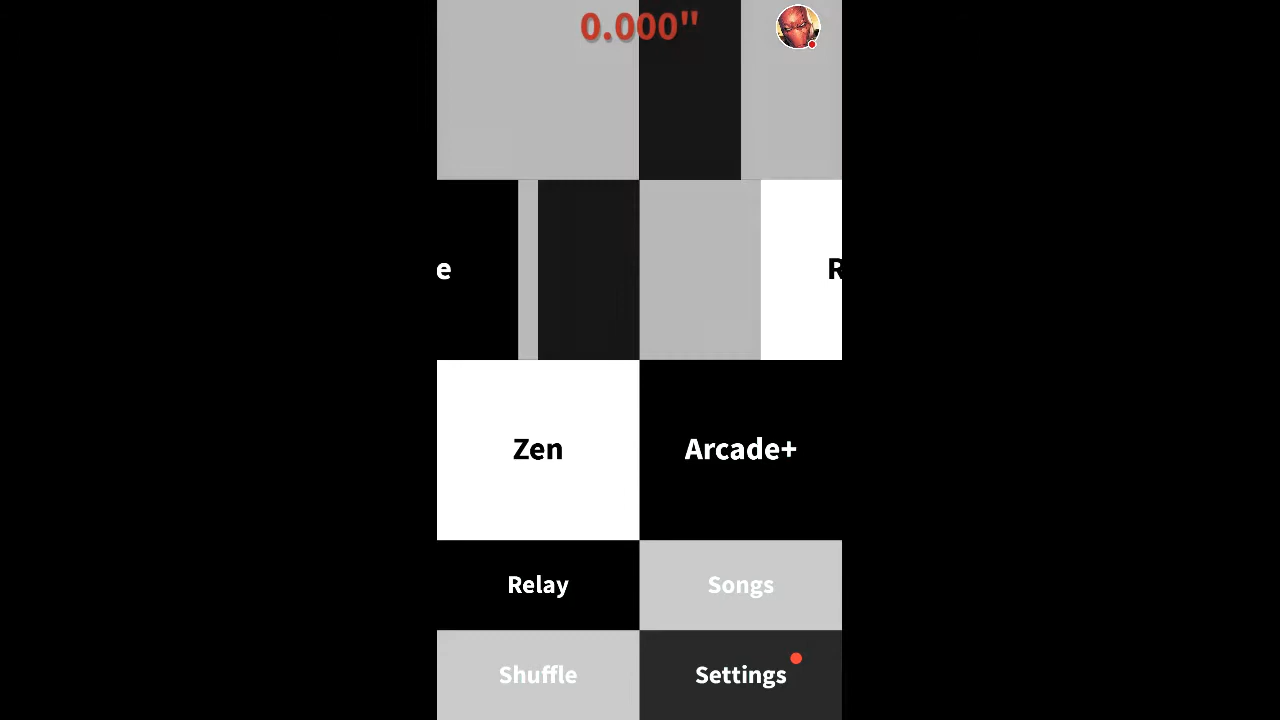 0.000"
e
R
Zen
Arcade+
Relay
Songs
Shuffle
Settings